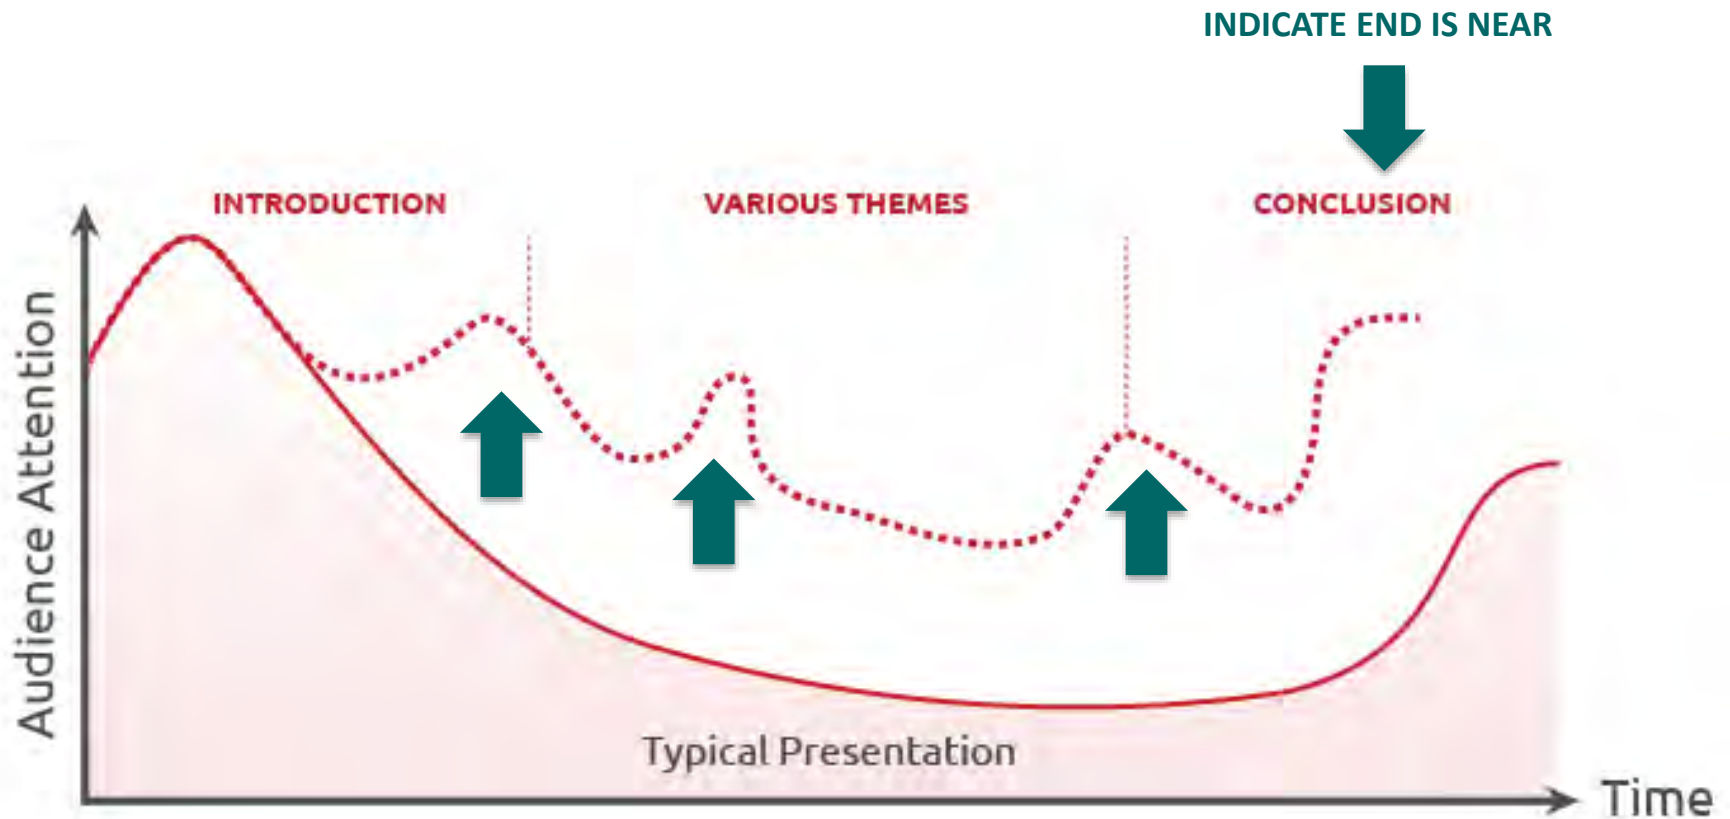 INDICATE END IS NEAR
INTRODUCTION
VARIOUS THEMES
CONCLUSION
Audience Attention
Typical Presentation
Time